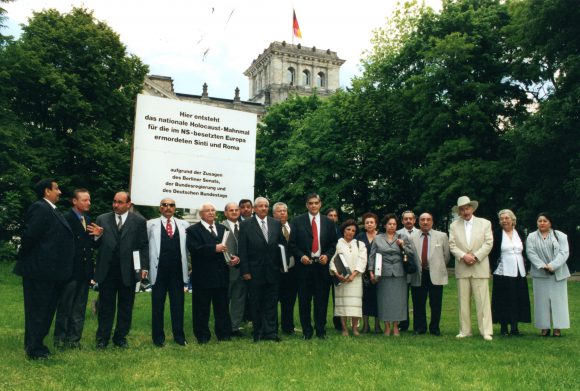 Hier entsteht
das nationale Holocaust-Mahnmal
für die im NS-besetzten Europa
ermordeten Sinti und Roma
aufgrund der Zusagen
des Berliner Senats,
der Bundesregierung und
des Deutschen Bundestags